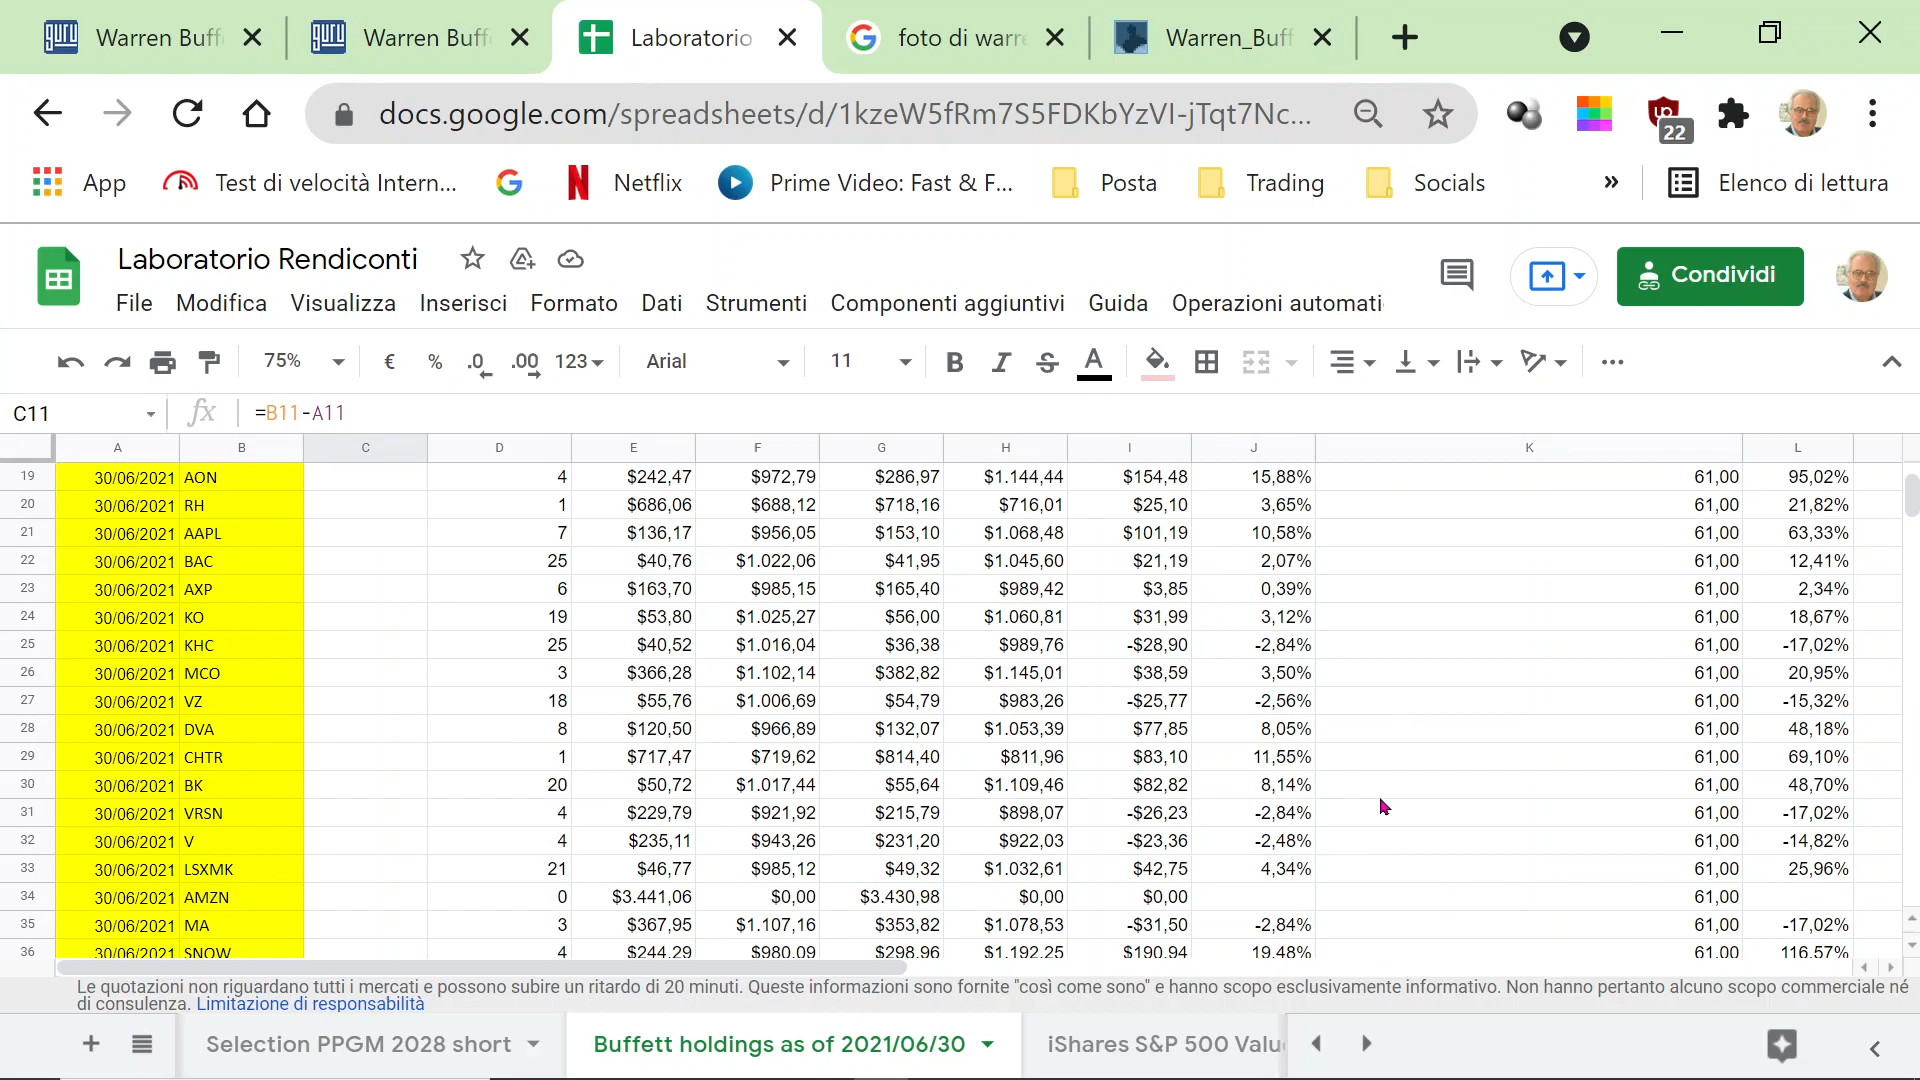 Warren Buff
Warren Buff
Laboratorio
foto di warr
Warren_Buff
docs.google.com/spreadsheets/d/1kzeW5fRm7S5FDKbYzVI-jTqt7Nc...
22
App
Test di velocità Intern...
Netflix
Prime Video: Fast & F...
Posta
Trading
Socials
»
Elenco di lettura
Laboratorio Rendiconti
File Modifica Visualizza Inserisci Formato Dati Strumenti Componenti aggiuntivi Guida Operazioni automati
Condividi
75% € % .0 .00 123 Arial 11 B I S A
C11 fx =B11-A11
A B C D E F G H I J K L
19 30/06/2021 AON 4 $242,47 $972,79 $286,97 $1.144,44 $154,48 15,88% 61,00 95,02%
20 30/06/2021 RH 1 $686,06 $688,12 $718,16 $716,01 $25,10 3,65% 61,00 21,82%
21 30/06/2021 AAPL 7 $136,17 $956,05 $153,10 $1.068,48 $101,19 10,58% 61,00 63,33%
22 30/06/2021 BAC 25 $40,76 $1.022,06 $41,95 $1.045,60 $21,19 2,07% 61,00 12,41%
23 30/06/2021 AXP 6 $163,70 $985,15 $165,40 $989,42 $3,85 0,39% 61,00 2,34%
24 30/06/2021 KO 19 $53,80 $1.025,27 $56,00 $1.060,81 $31,99 3,12% 61,00 18,67%
25 30/06/2021 KHC 25 $40,52 $1.016,04 $36,38 $989,76 -$28,90 -2,84% 61,00 -17,02%
26 30/06/2021 MCO 3 $366,28 $1.102,14 $382,82 $1.145,01 $38,59 3,50% 61,00 20,95%
27 30/06/2021 VZ 18 $55,76 $1.006,69 $54,79 $983,26 -$25,77 -2,56% 61,00 -15,32%
28 30/06/2021 DVA 8 $120,50 $966,89 $132,07 $1.053,39 $77,85 8,05% 61,00 48,18%
29 30/06/2021 CHTR 1 $717,47 $719,62 $814,40 $811,96 $83,10 11,55% 61,00 69,10%
30 30/06/2021 BK 20 $50,72 $1.017,44 $55,64 $1.109,46 $82,82 8,14% 61,00 48,70%
31 30/06/2021 VRSN 4 $229,79 $921,92 $215,79 $898,07 -$26,23 -2,84% 61,00 -17,02%
32 30/06/2021 V 4 $235,11 $943,26 $231,20 $922,03 -$23,36 -2,48% 61,00 -14,82%
33 30/06/2021 LSXMK 21 $46,77 $985,12 $49,32 $1.032,61 $42,75 4,34% 61,00 25,96%
34 30/06/2021 AMZN 0 $3.441,06 $0,00 $3.430,98 $0,00 $0,00 61,00
35 30/06/2021 MA 3 $367,95 $1.107,16 $353,82 $1.078,53 -$31,50 -2,84% 61,00 -17,02%
36 30/06/2021 SNOW 4 $244,29 $980,09 $298,96 $1.192,25 $190,94 19,48% 61,00 116,57%
Le quotazioni non riguardano tutti i mercati e possono subire un ritardo di 20 minuti. Queste informazioni sono fornite "così come sono" e hanno scopo esclusivamente informativo. Non hanno pertanto alcuno scopo commerciale né
di consulenza. Limitazione di responsabilità
Selection PPGM 2028 short
Buffett holdings as of 2021/06/30
iShares S&P 500 Valu